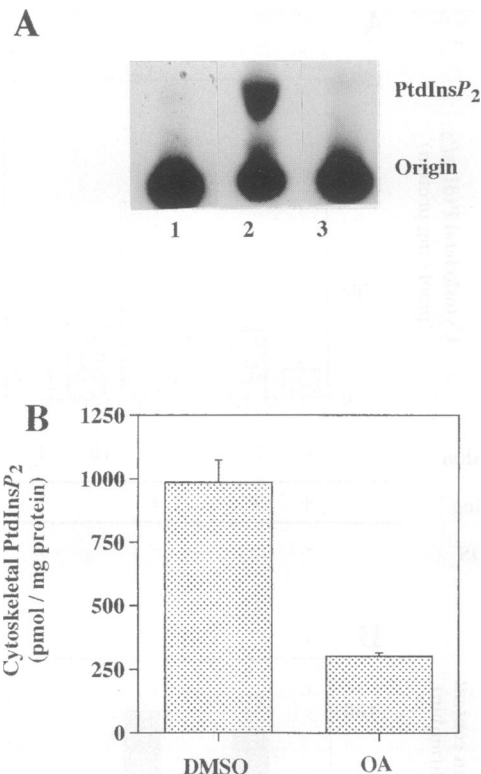 A
PtdInsP2
Origin
1 2 3
B
Cytoskeletal PtdInsP2
(pmol / mg protein)
1250
1000
750
500
250
0
DMSO OA